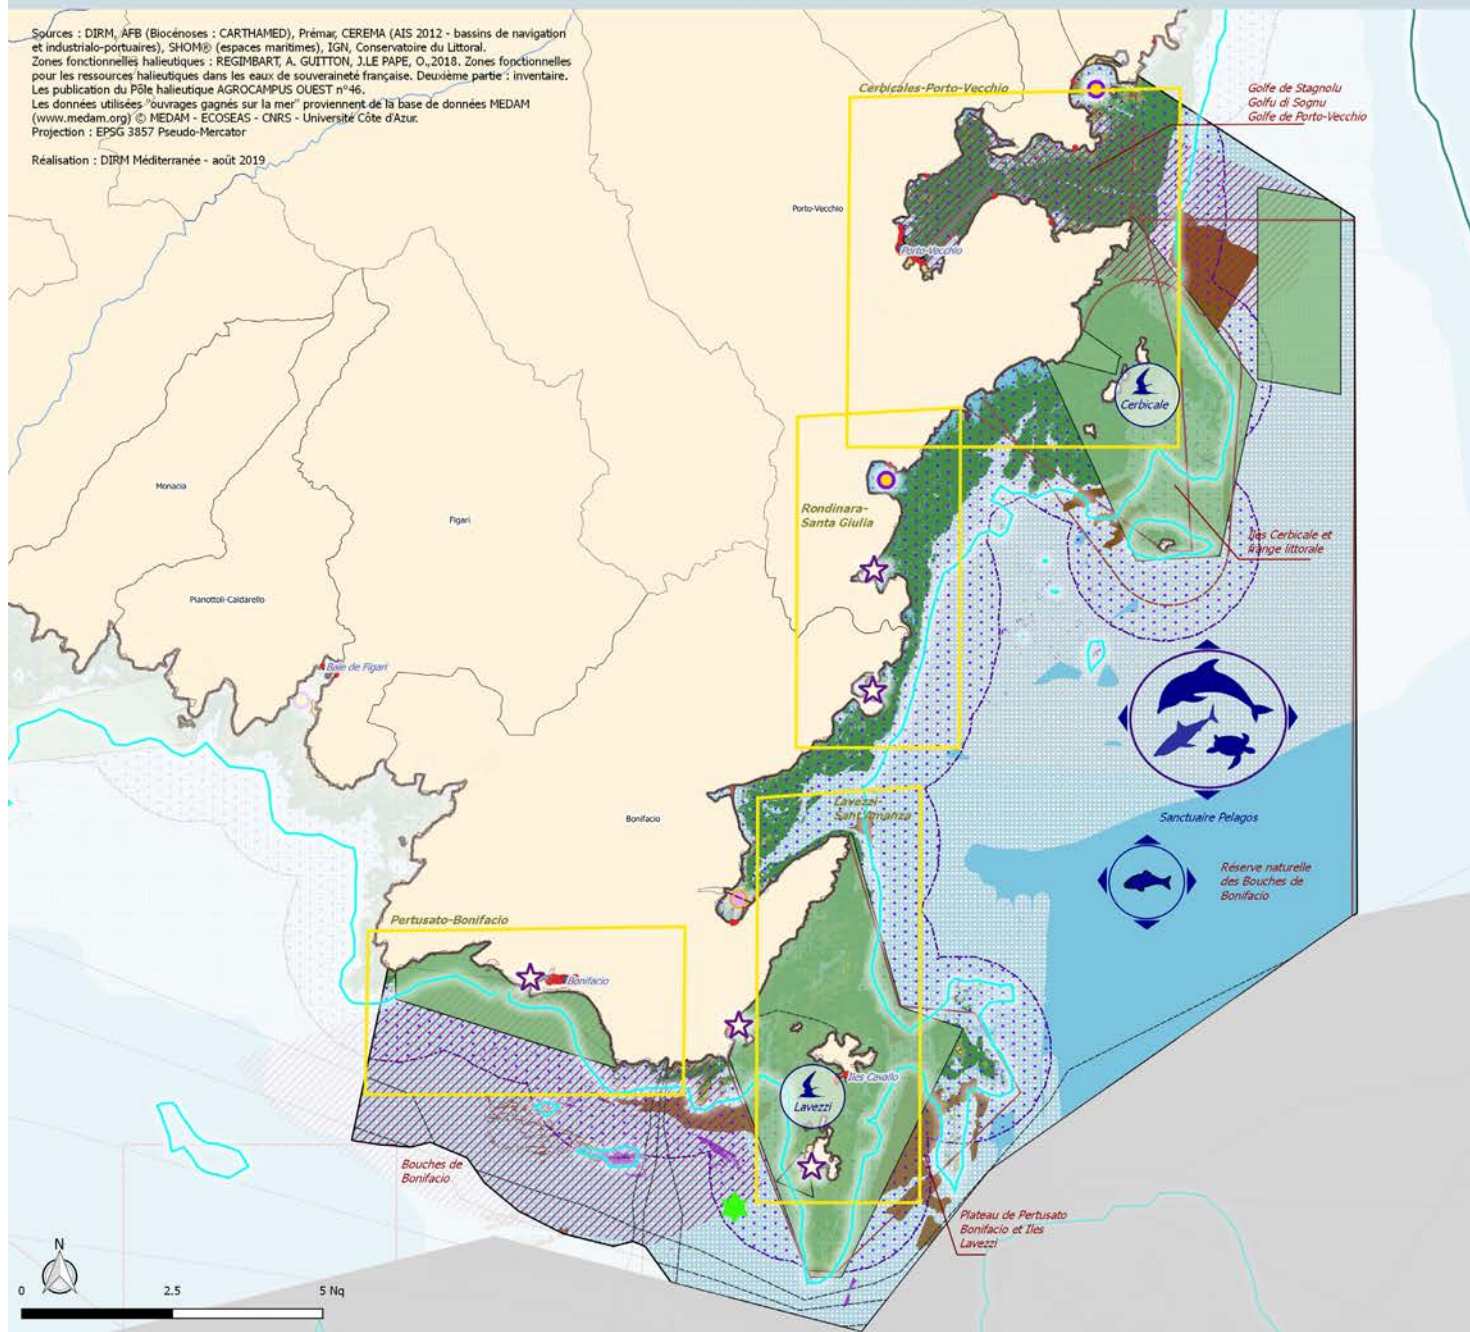 Sources : DIRM, AFB (Biocénoses : CARTHAMED), Prémar, CEREMA (AIS 2012 - bassins de navigation
et industrialo-portuaires), SHOM® (espaces maritimes), IGN, Conservatoire du Littoral.
Zones fonctionnelles halieutiques : REGIMBART, A. GUITTON, J.LE PAPE, O.,2018. Zones fonctionnelles
pour les ressources halieutiques dans les eaux de souveraineté française. Deuxième partie : inventaire.
Les publication du Pôle halieutique AGROCAMPUS OUEST n°46.
Les données utilisées "ouvrages gagnés sur la mer" proviennent de la base de données MEDAM
(www.medam.org) © MEDAM - ECOSEAS - CNRS - Université Côte d'Azur.
Projection : EPSG 3857 Pseudo-Mercator
Réalisation : DIRM Méditerranée - août 2019
Cerbicales-Porto-Vecchio
Golfe de Stagnolu
Golfu di Sognu
Golfe de Porto-Vecchio
Porto-Vecchio
Porto-Vecchio
Cerbicale
Monacia
Figari
Rondinara-
Santa Giulia
Iles Cerbicale et
frange littorale
Pianottoli-Caldarello
Baie de Figari
Bonifacio
Lavezzi-
Sant'Amanza
Sanctuaire Pelagos
Réserve naturelle
des Bouches de
Bonifacio
Pertusato-Bonifacio
Bonifacio
Iles Cavallo
Lavezzi
Bouches de
Bonifacio
Plateau de Pertusato
Bonifacio et Iles
Lavezzi
N
0 2.5 5 Nq